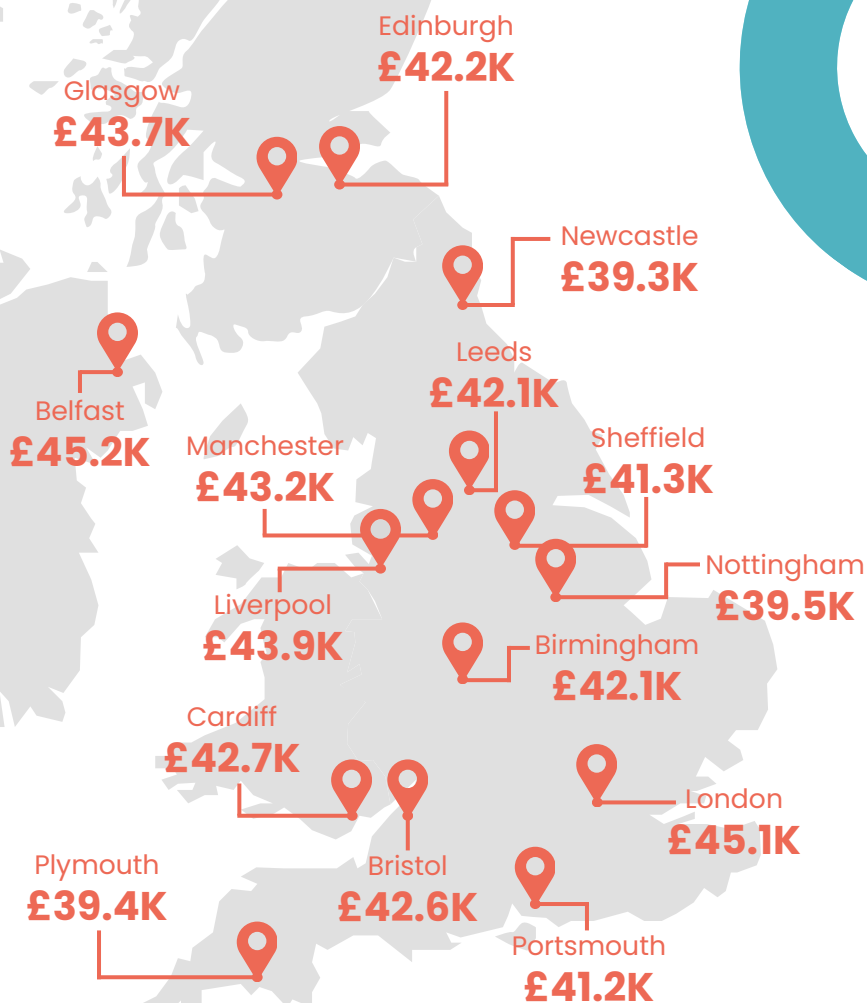 Edinburgh
£42.2K
Glasgow
£43.7K
Newcastle
£39.3K
Leeds
£42.1K
Belfast
£45.2K
Manchester
£43.2K
Sheffield
£41.3K
Nottingham
£39.5K
Liverpool
£43.9K
Birmingham
£42.1K
Cardiff
£42.7K
London
£45.1K
Plymouth
£39.4K
Bristol
£42.6K
Portsmouth
£41.2K